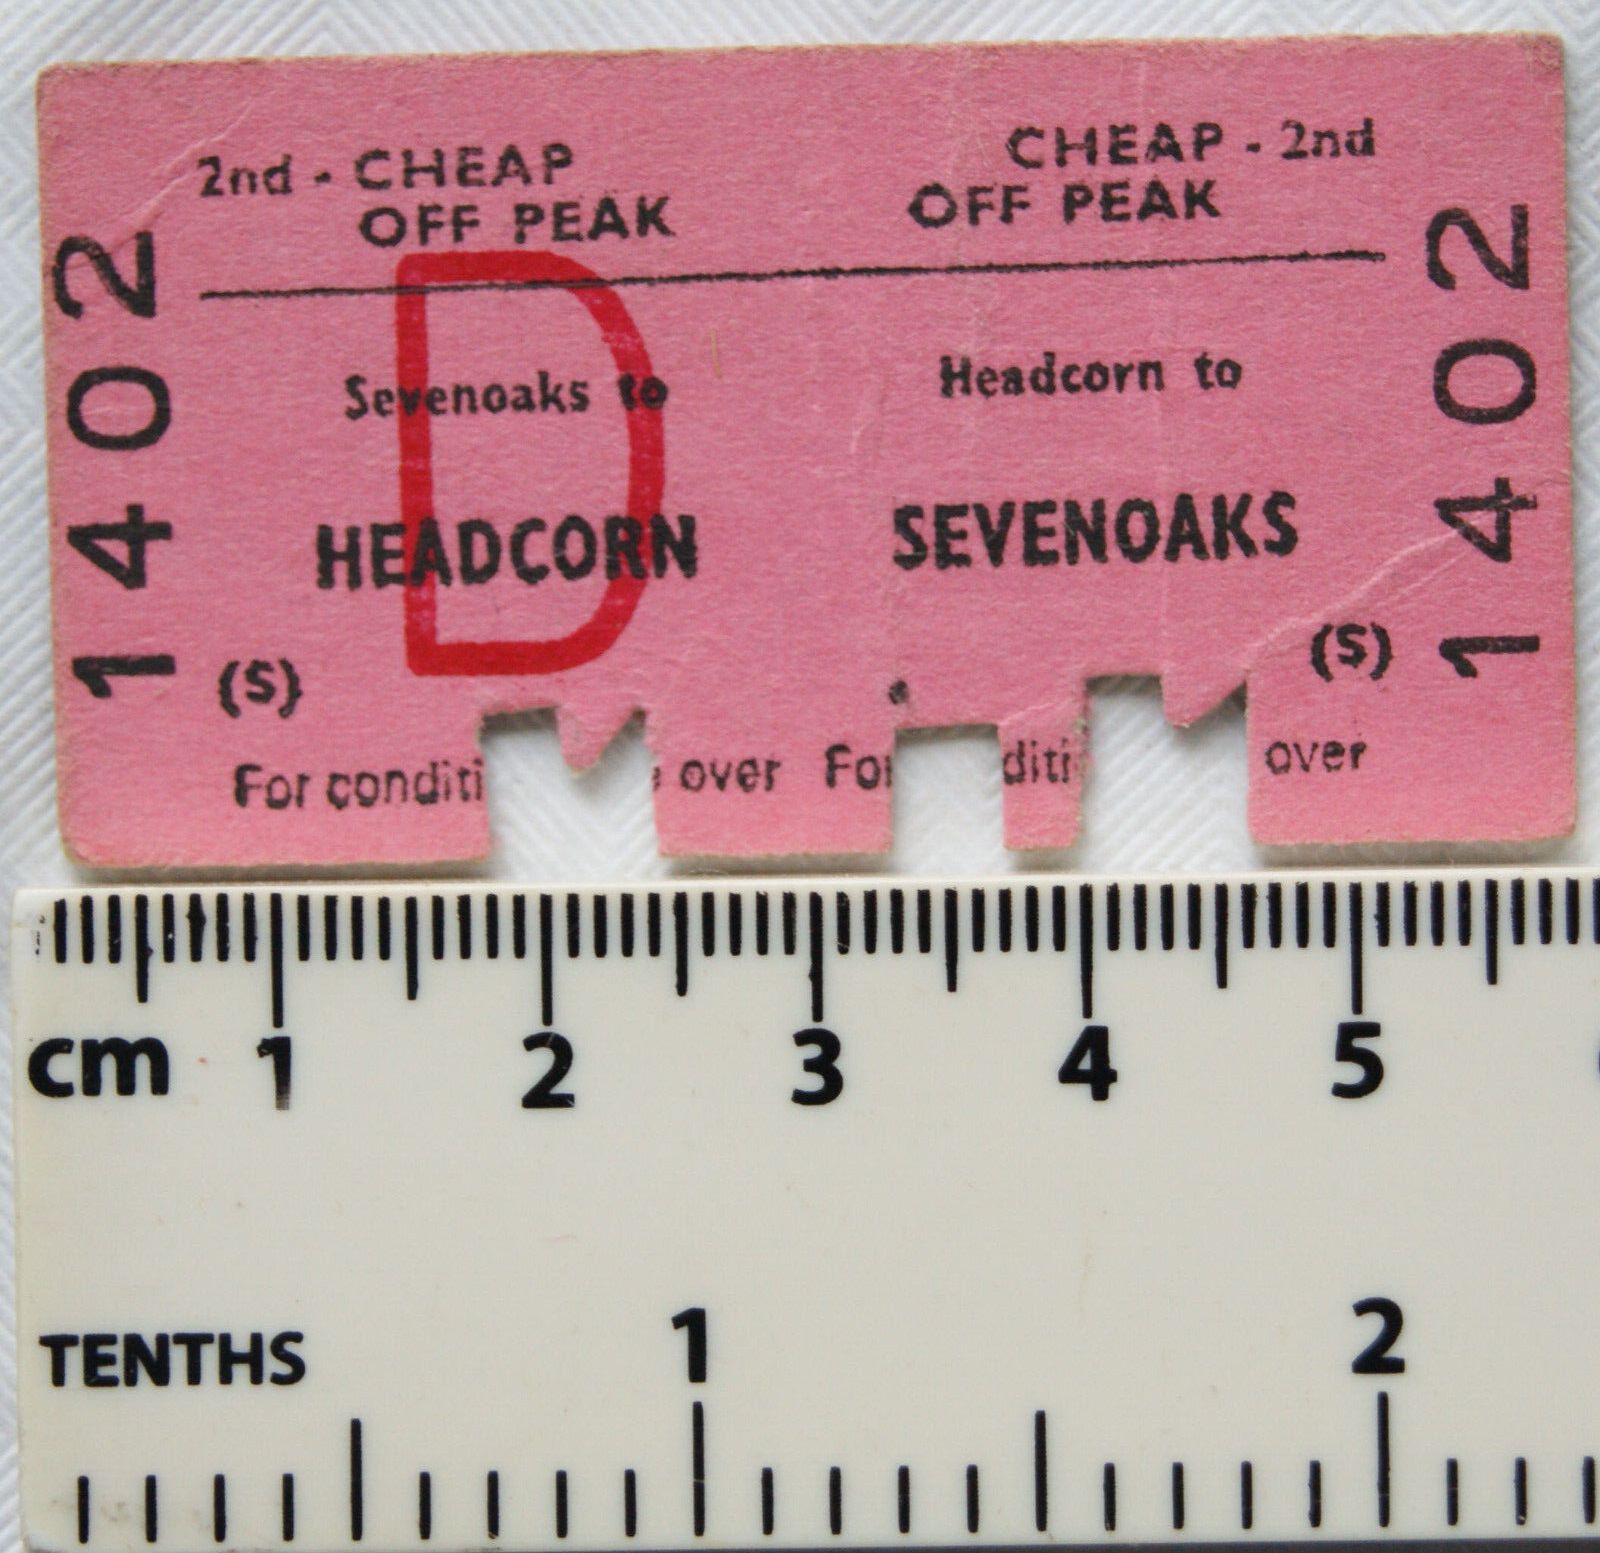 2nd - CHEAP
OFF PEAK
CHEAP - 2nd
OFF PEAK
1402
D
Sevenoaks to
HEADCORN
(S)
For conditi e over
Headcorn to
SEVENOAKS
(S)
For diti over
1402
cm 1 2 3 4 5
TENTHS 1 2